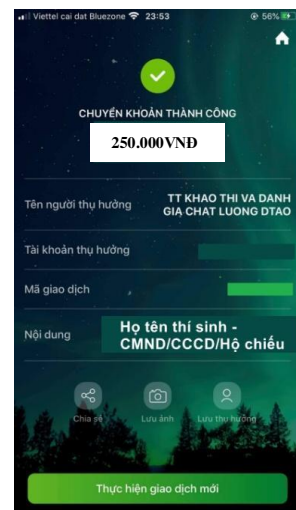 Viettel cai dat Bluezone 23:53 56%
CHUYỂN KHOẢN THÀNH CÔNG
250.000VNĐ
Tên người thụ hưởng
TT KHAO THI VA DANH
GIA CHAT LUONG DTAO
Tài khoản thụ hưởng
Mã giao dịch
Nội dung
Họ tên thí sinh -
CMND/CCCD/Hộ chiếu
Chia sẻ
Lưu ảnh
Lưu thụ hưởng
Thực hiện giao dịch mới